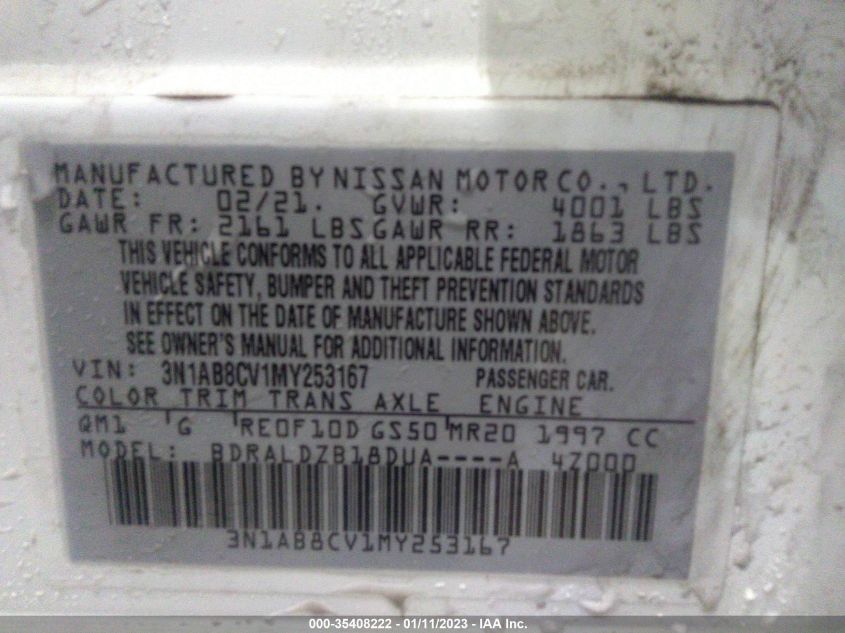 MANUFACTURED BY NISSAN MOTOR CO., LTD.
DATE: 02/21. GVWR: 4001 LBS
GAWR FR: 2161 LBS GAWR RR: 1863 LBS
THIS VEHICLE CONFORMS TO ALL APPLICABLE FEDERAL MOTOR
VEHICLE SAFETY, BUMPER AND THEFT PREVENTION STANDARDS
IN EFFECT ON THE DATE OF MANUFACTURE SHOWN ABOVE.
SEE OWNER'S MANUAL FOR ADDITIONAL INFORMATION.
VIN: 3N1AB8CV1MY253167 PASSENGER CAR.
COLOR TRIM TRANS AXLE ENGINE
QM1 G RE0F10D GS50 MR20 1997 CC
MODEL: BDRALDZB18DUA----A 4Z000
3N1AB8CV1MY253167
000-35408222 - 01/11/2023 - IAA Inc.